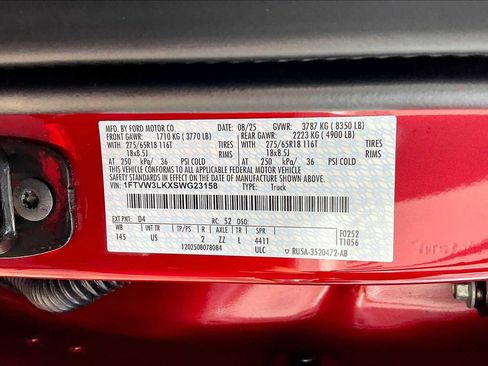 MFD. BY FORD MOTOR CO. 08/25 GVWR: 3787 KG ( 8350 LB)
FRONT GAWR: 1710 KG ( 3770 LB) REAR GAWR: 2223 KG ( 4900 LB)
WITH 275/65R18 116T TIRES WITH 275/65R18 116T TIRES
18x8.5J RIMS 18x8.5J RIMS
AT 250 kPa/ 36 PSI COLD AT 250 kPa/ 36 PSI COLD
THIS VEHICLE CONFORMS TO ALL APPLICABLE FEDERAL MOTOR VEHICLE
SAFETY STANDARDS IN EFFECT ON THE DATE OF MANUFACTURE SHOWN ABOVE.
VIN: 1FTVW3LKXSWG23158 TYPE: Truck
EXT PNT: D4 RC: 52 DSO: F0252
WB INT TR TP/PS R AXLE TR SPR T1056
145 US 2 ZZ L 4411
1202508078084 ULC RU5A-3520472-AB